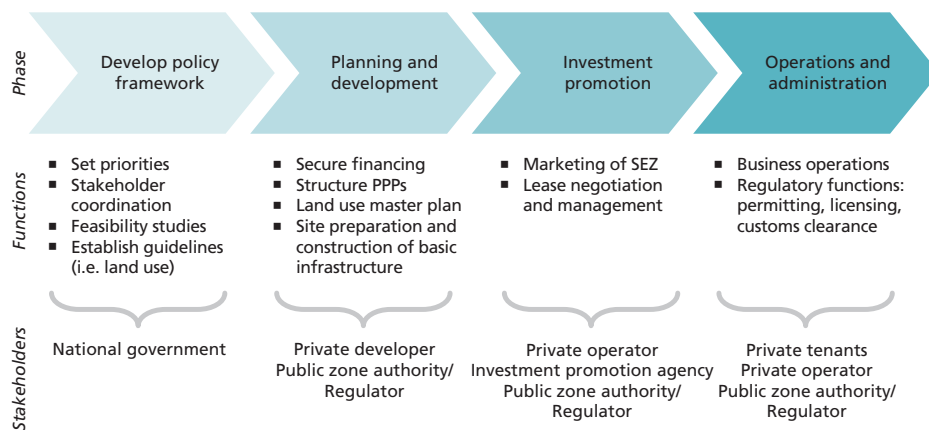 Phase
Develop policy
framework
Planning and
development
Investment
promotion
Operations and
administration
Functions
▪ Set priorities
▪ Stakeholder
coordination
▪ Feasibility studies
▪ Establish guidelines
(i.e. land use)
▪ Secure financing
▪ Structure PPPs
▪ Land use master plan
▪ Site preparation and
construction of basic
infrastructure
▪ Marketing of SEZ
▪ Lease negotiation
and management
▪ Business operations
▪ Regulatory functions:
permitting, licensing,
customs clearance
Stakeholders
National government
Private developer
Public zone authority/
Regulator
Private operator
Investment promotion agency
Public zone authority/
Regulator
Private tenants
Private operator
Public zone authority/
Regulator